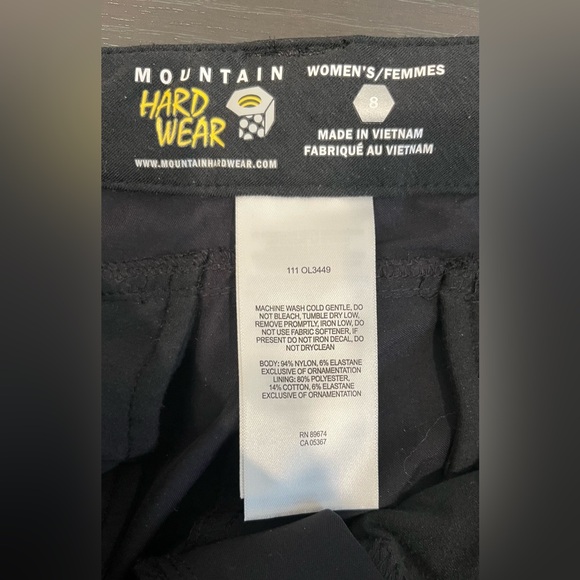 MOUNTAIN
HARD
WEAR
WWW.MOUNTAINHARDWEAR.COM
WOMEN'S/FEMMES
8
MADE IN VIETNAM
FABRIQUÉ AU VIETNAM
111 OL3449
MACHINE WASH COLD GENTLE, DO
NOT BLEACH, TUMBLE DRY LOW,
REMOVE PROMPTLY, IRON LOW, DO
NOT USE FABRIC SOFTENER, IF
PRESENT DO NOT IRON DECAL, DO
NOT DRYCLEAN
BODY: 94% NYLON, 6% ELASTANE
EXCLUSIVE OF ORNAMENTATION
LINING: 80% POLYESTER,
14% COTTON, 6% ELASTANE
EXCLUSIVE OF ORNAMENTATION
RN 89674
CA 05367